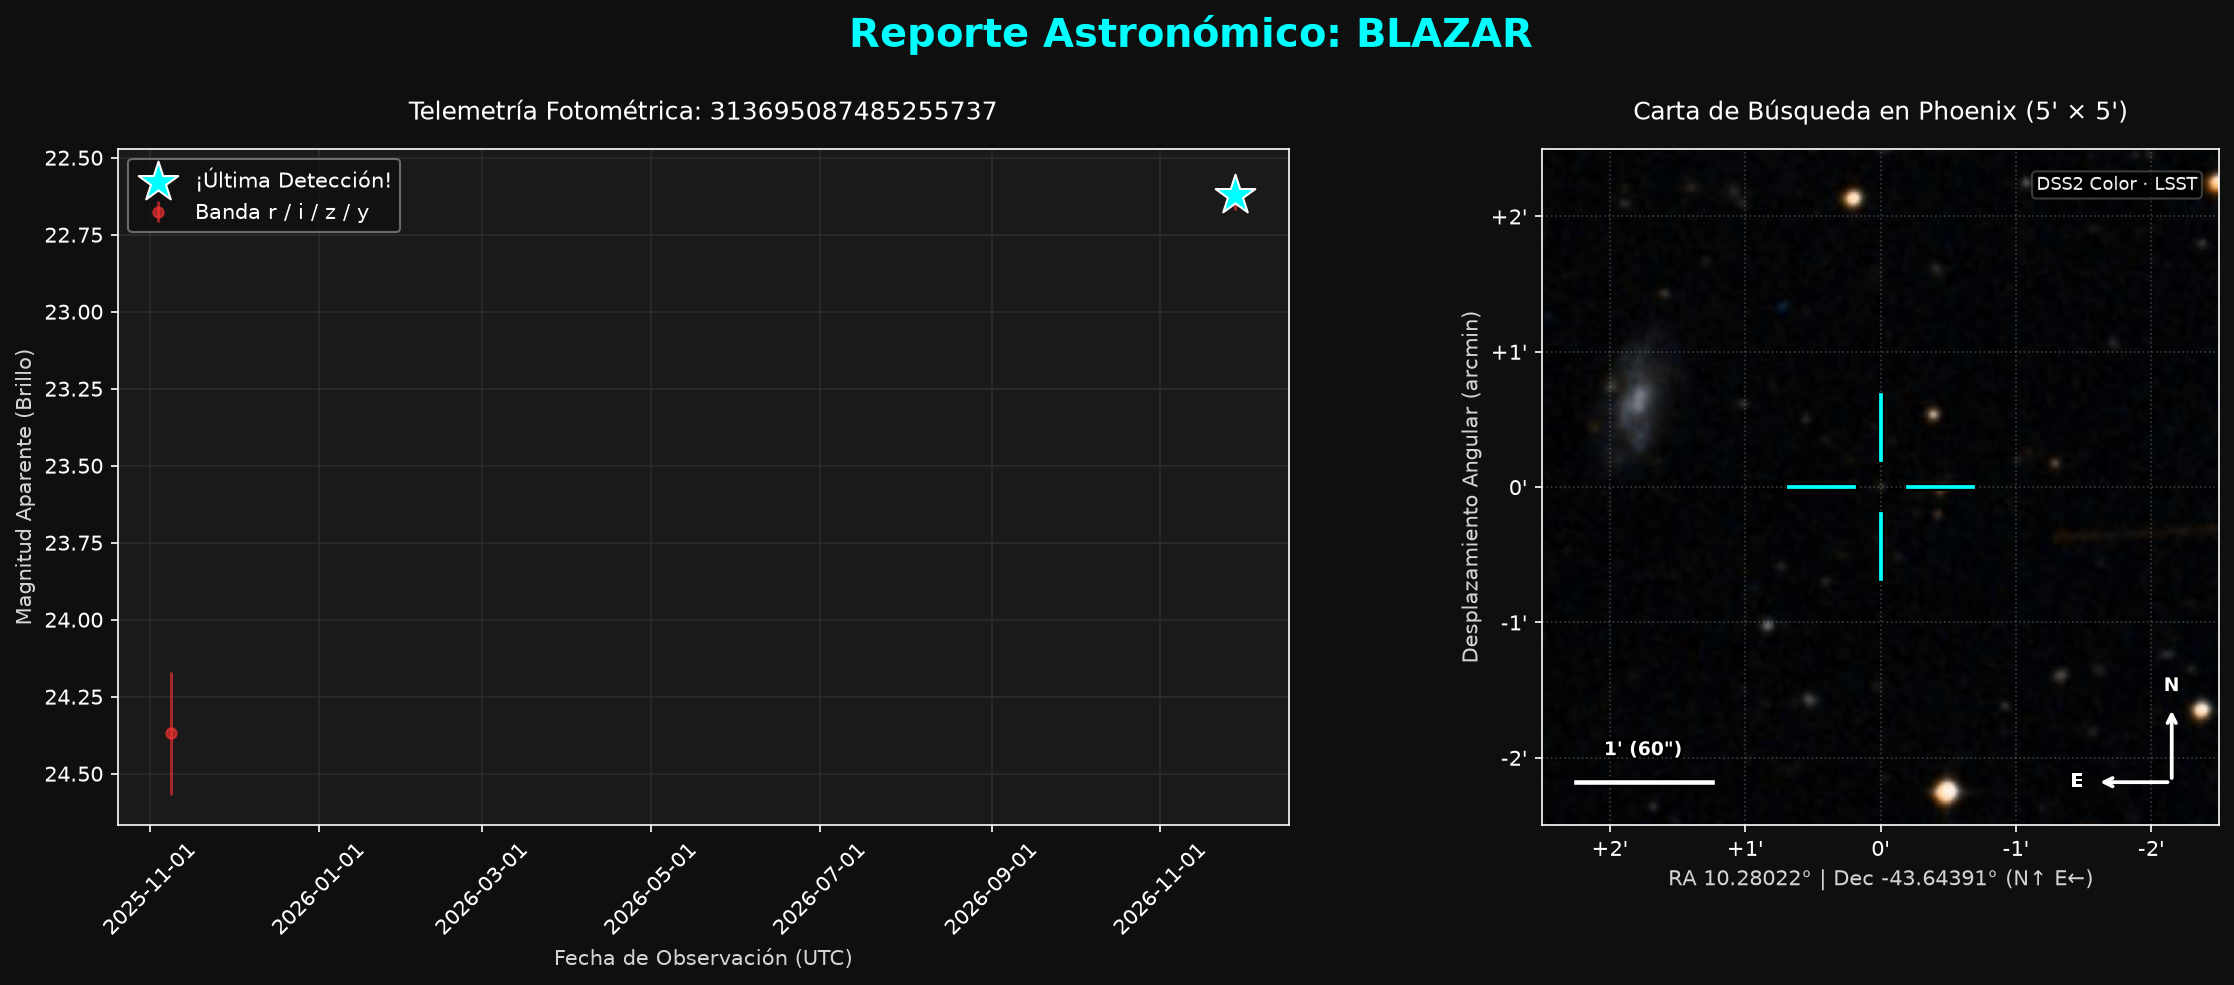 Reporte Astronómico: BLAZAR
Telemetría Fotométrica: 313695087485255737
Magnitud Aparente (Brillo)
22.50
22.75
23.00
23.25
23.50
23.75
24.00
24.25
24.50
¡Última Detección!
Banda r / i / z / y
2025-11-01
2026-01-01
2026-03-01
2026-05-01
2026-07-01
2026-09-01
2026-11-01
Fecha de Observación (UTC)
Carta de Búsqueda en Phoenix (5' × 5')
Desplazamiento Angular (arcmin)
+2'
+1'
0'
-1'
-2'
DSS2 Color · LSST
N
E
1' (60")
+2'
+1'
0'
-1'
-2'
RA 10.28022° | Dec -43.64391° (N↑ E←)